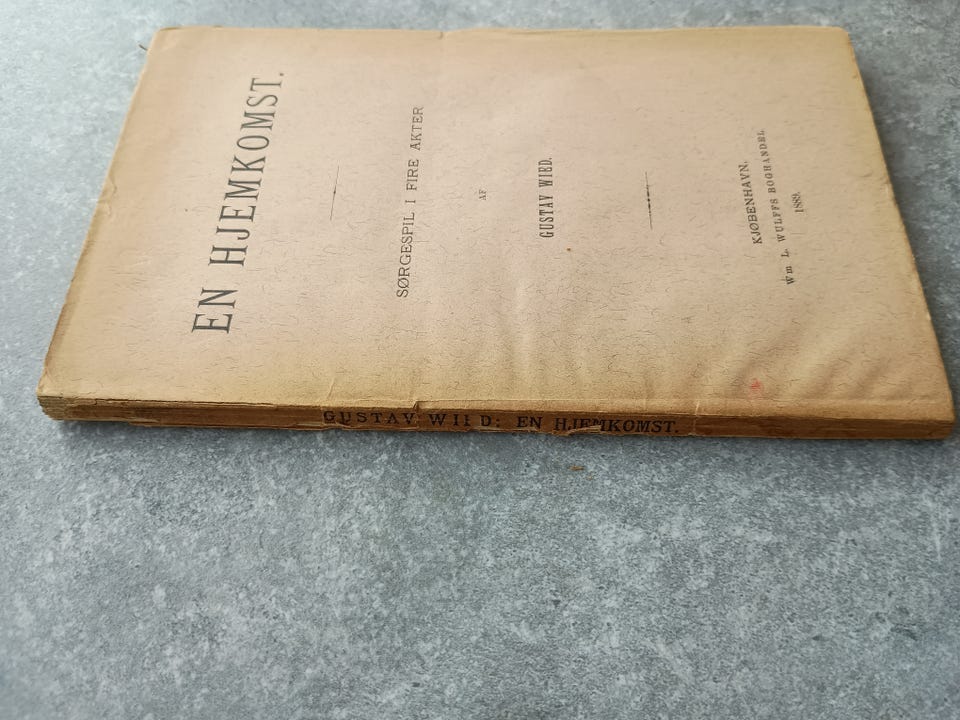 EN HJEMKOMST.
SØRGESPIL I FIRE AKTER
AF
GUSTAV WIED.
KJØBENHAVN.
Wm L. WULFFS BOGHANDEL
1889.
GUSTAV WIED: EN HJEMKOMST.